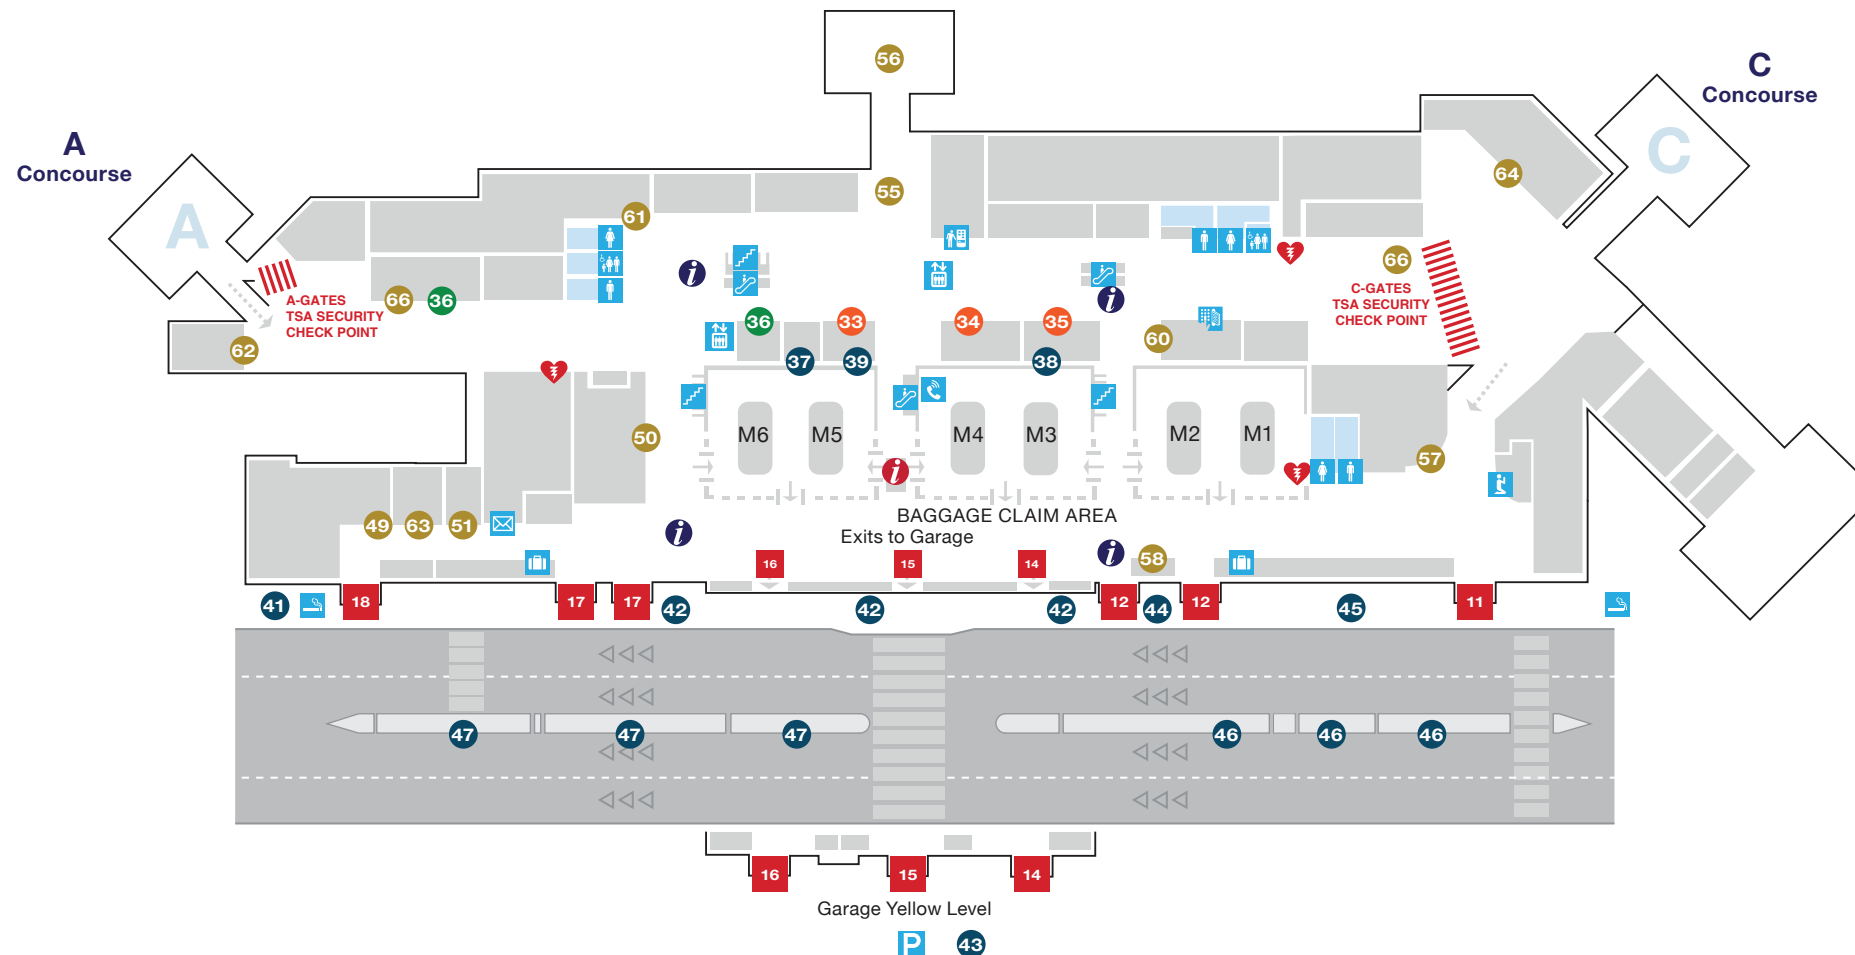 56
C
Concourse
A
Concourse
C
64
55
61
A
66
66
A-GATES
TSA SECURITY
CHECK POINT
36
i
i
C-GATES
TSA SECURITY
CHECK POINT
36
33
34
35
60
62
37
39
38
50
M6
M5
M4
M3
M2
M1
57
i
49
63
51
BAGGAGE CLAIM AREA
Exits to Garage
i
i
58
16
15
14
41
18
17
17
42
42
42
12
44
12
45
11
47
47
47
46
46
46
16
15
14
Garage Yellow Level
P
43